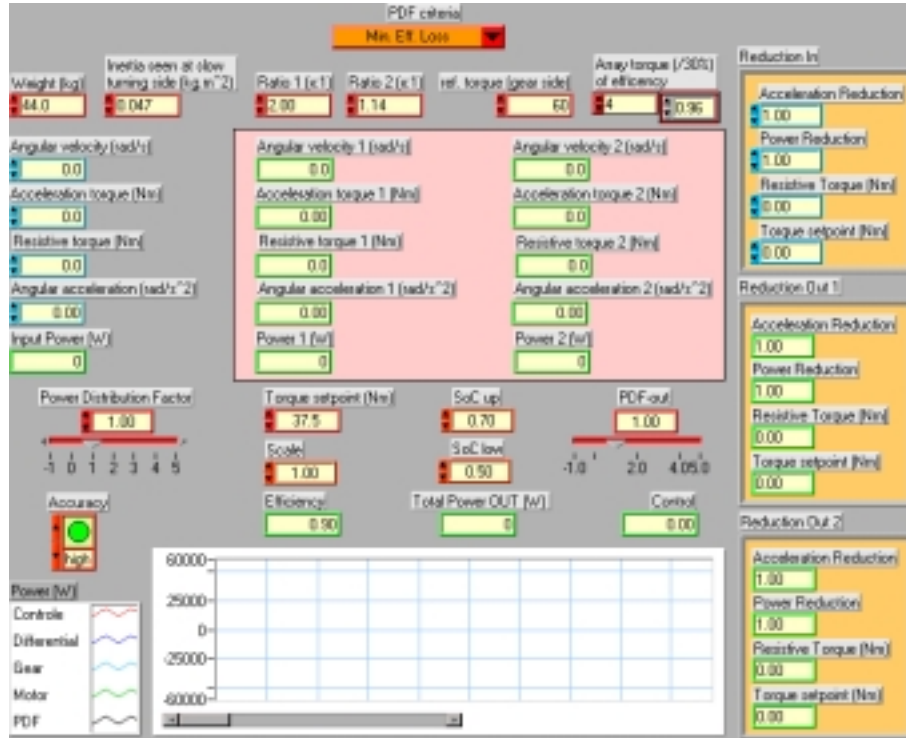 PDF criteria
Min. Eff. Loss
Weight (kg)
44.0
Inertia seen at slow
turning side (kg m^2)
0.047
Ratio 1 (x:1)
2.00
Ratio 2 (x:1)
1.14
ref. torque (gear side)
60
Array torque (/30%)
of efficency
4
0.96
Angular velocity (rad/s)
0.0
Acceleration torque (Nm)
0.0
Resistive torque (Nm)
0.0
Angular acceleration (rad/s^2)
0.00
Input Power (W)
0
Angular velocity 1 (rad/s)
0.0
Acceleration torque 1 (Nm)
0.00
Resistive torque 1 (Nm)
0.0
Angular acceleration 1 (rad/s^2)
0.00
Power 1 (W)
0
Angular velocity 2 (rad/s)
0.0
Acceleration torque 2 (Nm)
0.0
Resistive torque 2 (Nm)
0.0
Angular acceleration 2 (rad/s^2)
0.00
Power 2 (W)
0
Reduction In
Acceleration Reduction
1.00
Power Reduction
1.00
Resistive Torque (Nm)
0.00
Torque setpoint (Nm)
0.00
Reduction Out 1
Acceleration Reduction
1.00
Power Reduction
1.00
Resistive Torque (Nm)
0.00
Torque setpoint (Nm)
0.00
Reduction Out 2
Acceleration Reduction
1.00
Power Reduction
1.00
Resistive Torque (Nm)
0.00
Torque setpoint (Nm)
0.00
Power Distribution Factor
1.00
-1 0 1 2 3 4 5
Torque setpoint (Nm)
37.5
Scale
1.00
Efficiency
0.90
SoC up
0.70
SoC low
0.50
Total Power OUT (W)
0
PDF-out
1.00
-1.0 2.0 4.0 5.0
Control
0.00
Accuracy
high
Power (W)
Controle
Differential
Gear
Motor
PDF
60000
25000
0
-25000
-60000